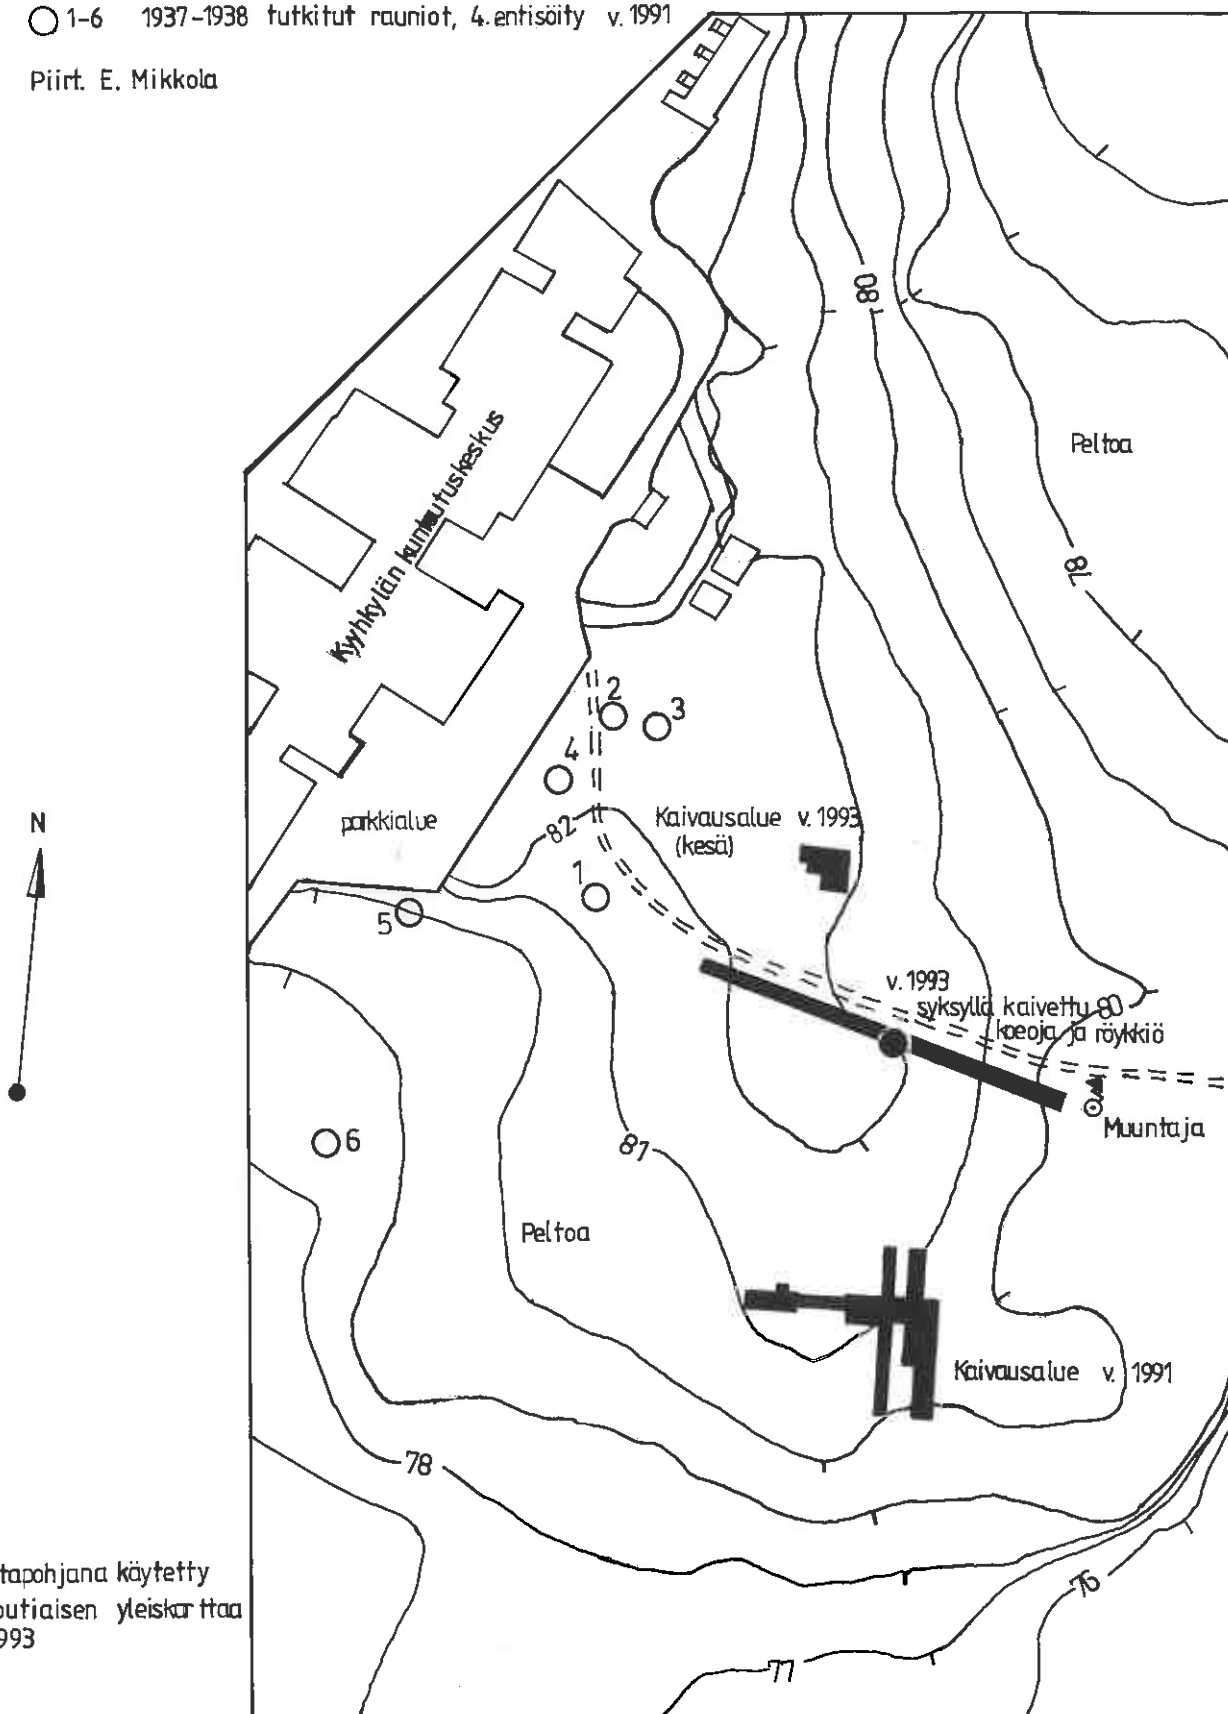 1-6 1937-1938 tutkitut rauniot, 4. entisöity v. 1991
Piirt. E. Mikkola
80
Peltoa
Kyyhkylän kuntoutuskeskus
78
2
3
4
N
parkkialue
82
Kaivausalue v. 1993
(kesä)
1
5
v. 1993
syksyllä kaivettu 80
koeoja ja röykkiö
Muuntaja
6
81
Peltoa
Kaivausalue v. 1991
78
tapohjana käytetty
outiaisen yleiskarttaa
993
76
77